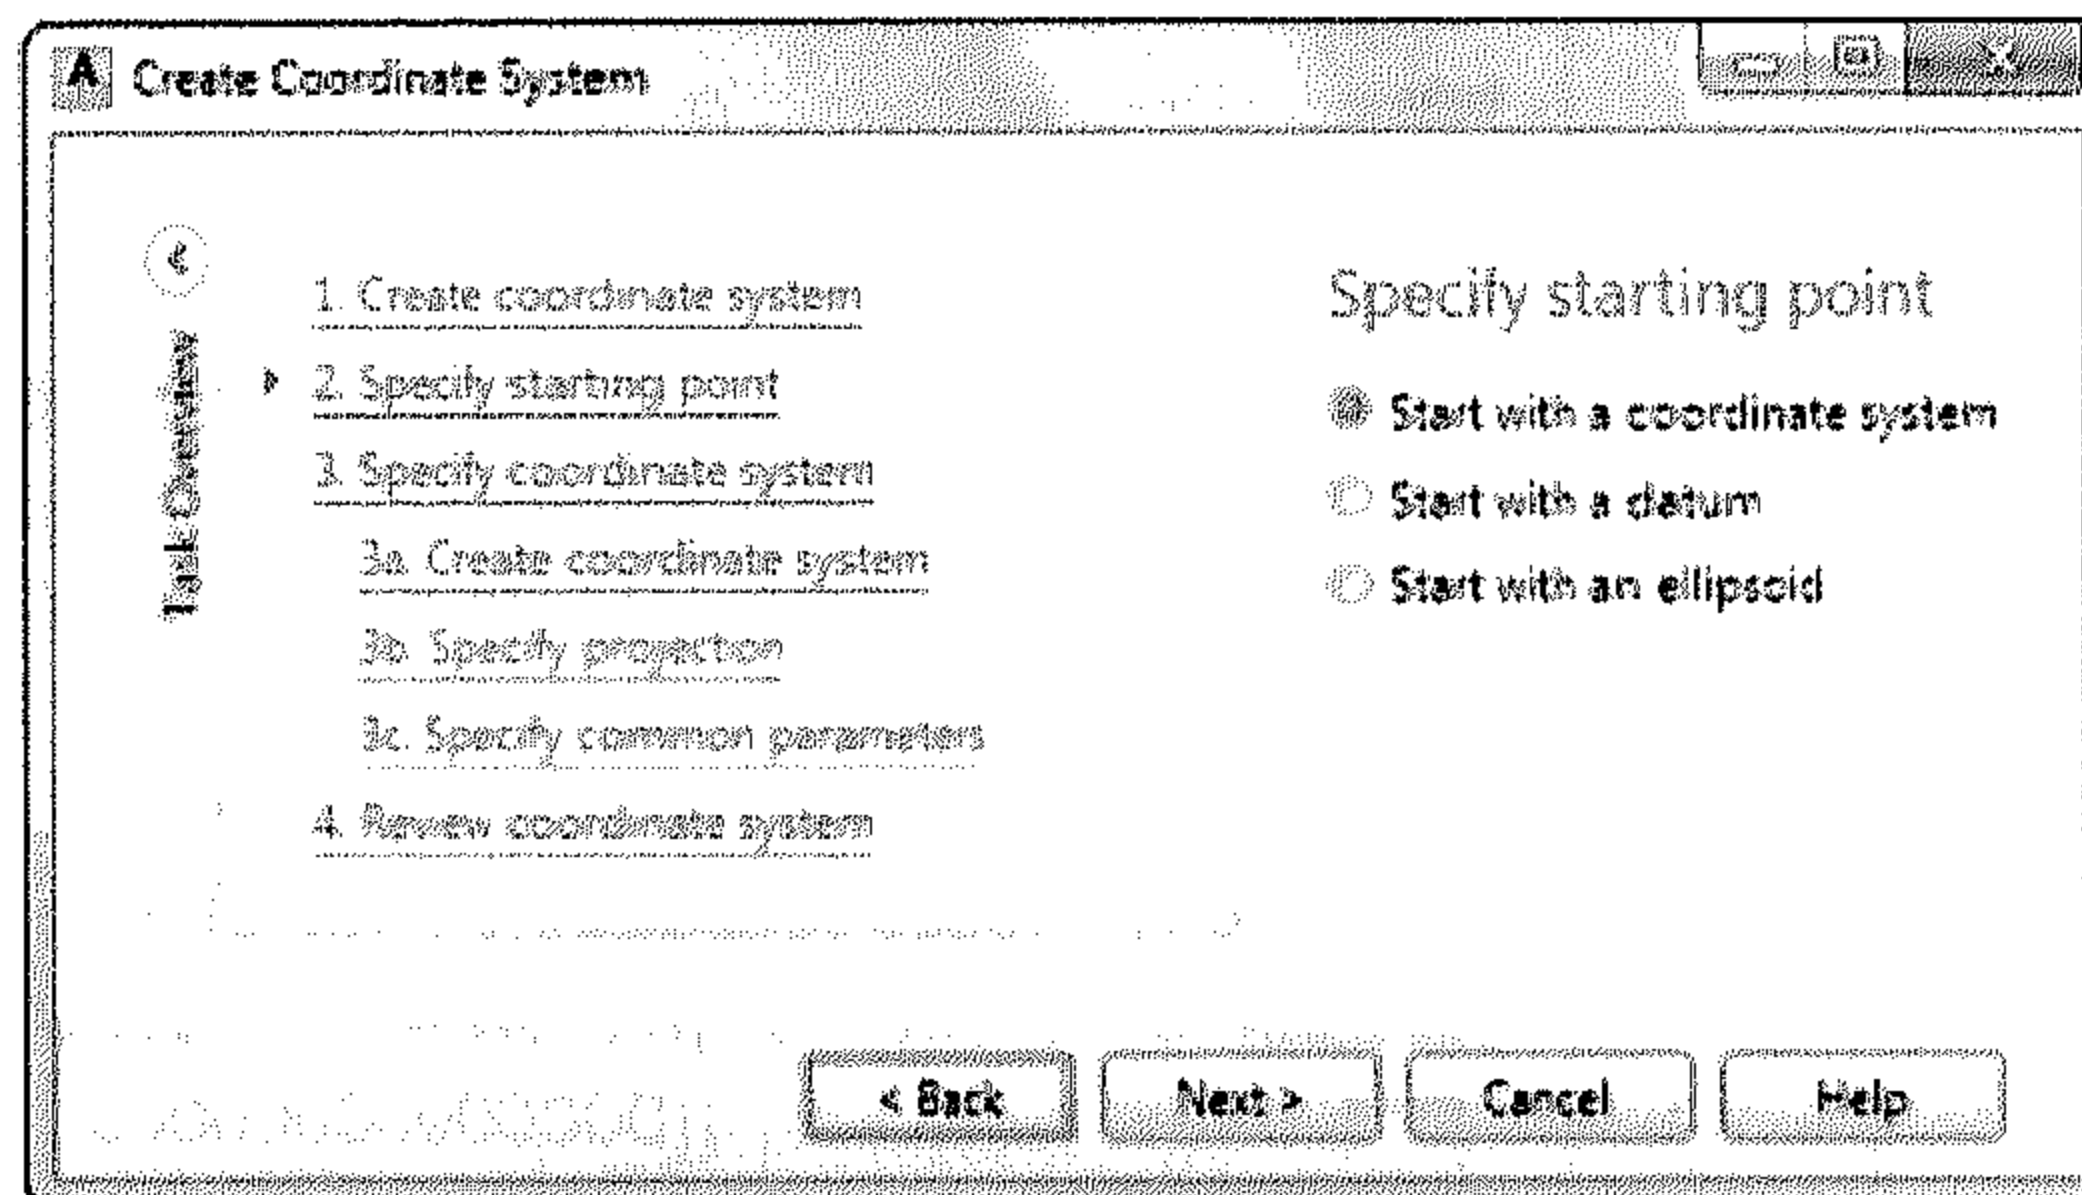 A Create Coordinate System
Task Overview
1. Create coordinate system
2. Specify starting point
3. Specify coordinate system
3a. Create coordinate system
3b. Specify projection
3c. Specify common parameters
4. Review coordinate system
Specify starting point
Start with a coordinate system
Start with a datum
Start with an ellipsoid
< Back
Next >
Cancel
Help